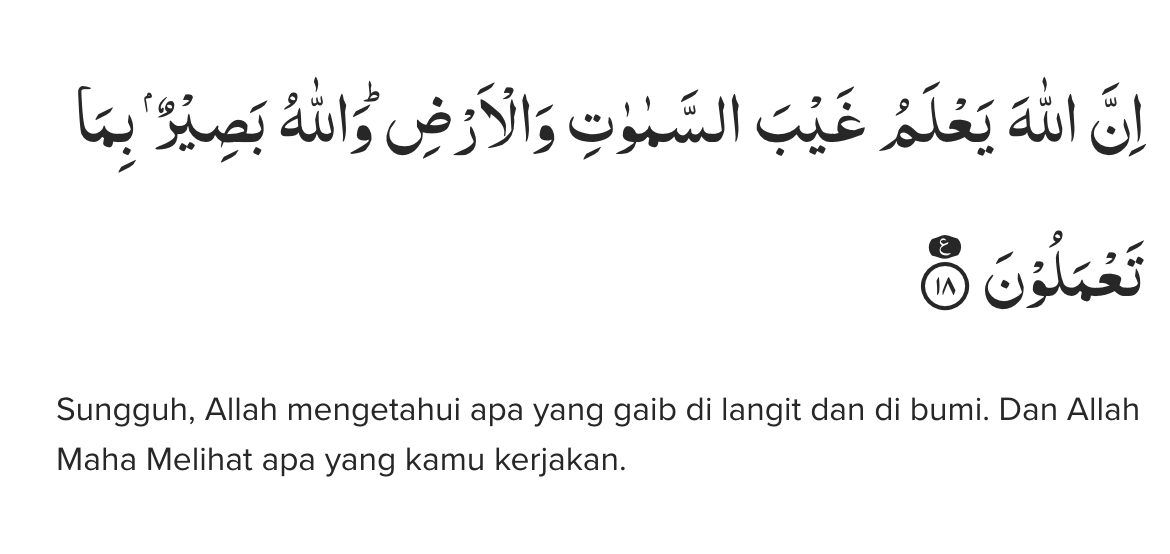 اِنَّ اللّٰهَ يَعْلَمُ غَيْبَ السَّمٰوٰتِ وَالْاَرْضِۗ وَاللّٰهُ بَصِيْرٌۢ بِمَا
تَعْمَلُوْنَ ࣖ ١٨
Sungguh, Allah mengetahui apa yang gaib di langit dan di bumi. Dan Allah
Maha Melihat apa yang kamu kerjakan.